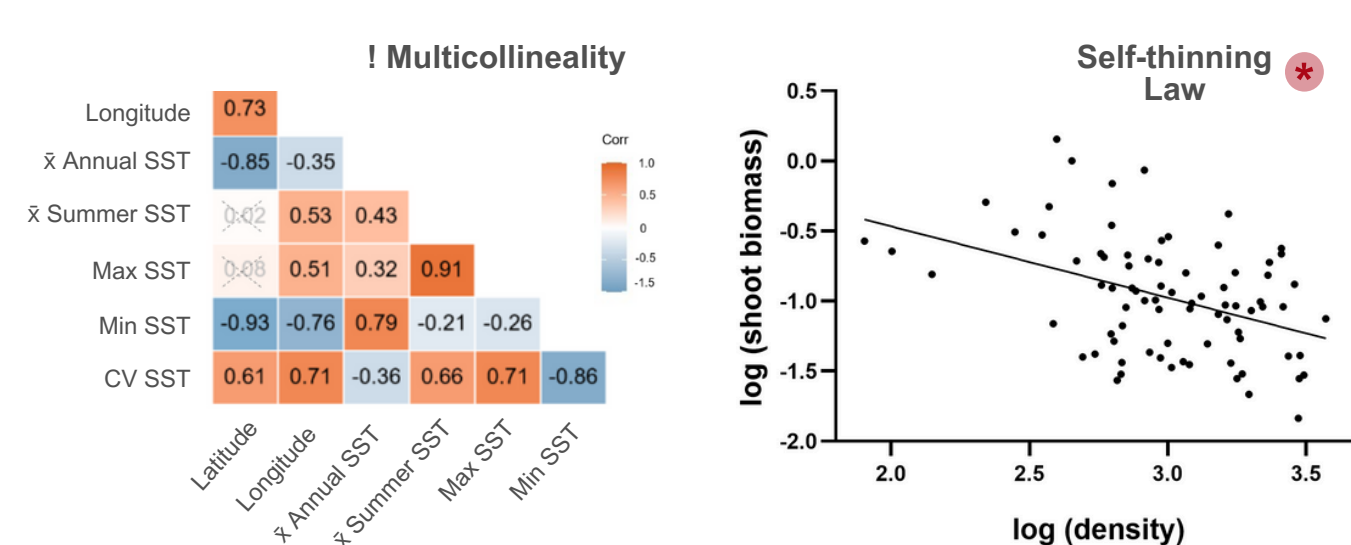 ! Multicollineality
Longitude 0.73
x̄ Annual SST -0.85 -0.35
x̄ Summer SST 0.02 0.53 0.43
Max SST 0.08 0.51 0.32 0.91
Min SST -0.93 -0.76 0.79 -0.21 -0.26
CV SST 0.61 0.71 -0.36 0.66 0.71 -0.86
Latitude Longitude x̄ Annual SST x̄ Summer SST Max SST Min SST
Corr
1.0
0.5
0
-0.5
-1.5
Self-thinning *
Law
log (shoot biomass)
0.5
0.0
-0.5
-1.0
-1.5
-2.0
2.0 2.5 3.0 3.5
log (density)